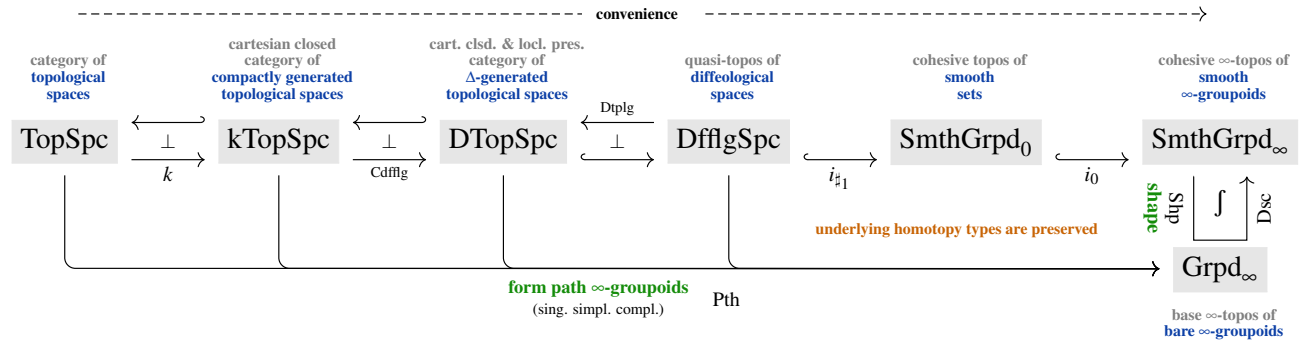 convenience
category of
topological
spaces
cartesian closed
category of
compactly generated
topological spaces
cart. clsd. & locl. pres.
category of
Δ-generated
topological spaces
quasi-topos of
diffeological
spaces
cohesive topos of
smooth
sets
cohesive ∞-topos of
smooth
∞-groupoids
TopSpc
⊥
k
kTopSpc
⊥
Cdfflg
DTopSpc
Dtplg
⊥
DfflgSpc
i♯₁
SmthGrpd₀
i₀
SmthGrpd∞
shape
Shp
ʃ
Dsc
underlying homotopy types are preserved
Grpd∞
form path ∞-groupoids
(sing. simpl. compl.)
Pth
base ∞-topos of
bare ∞-groupoids